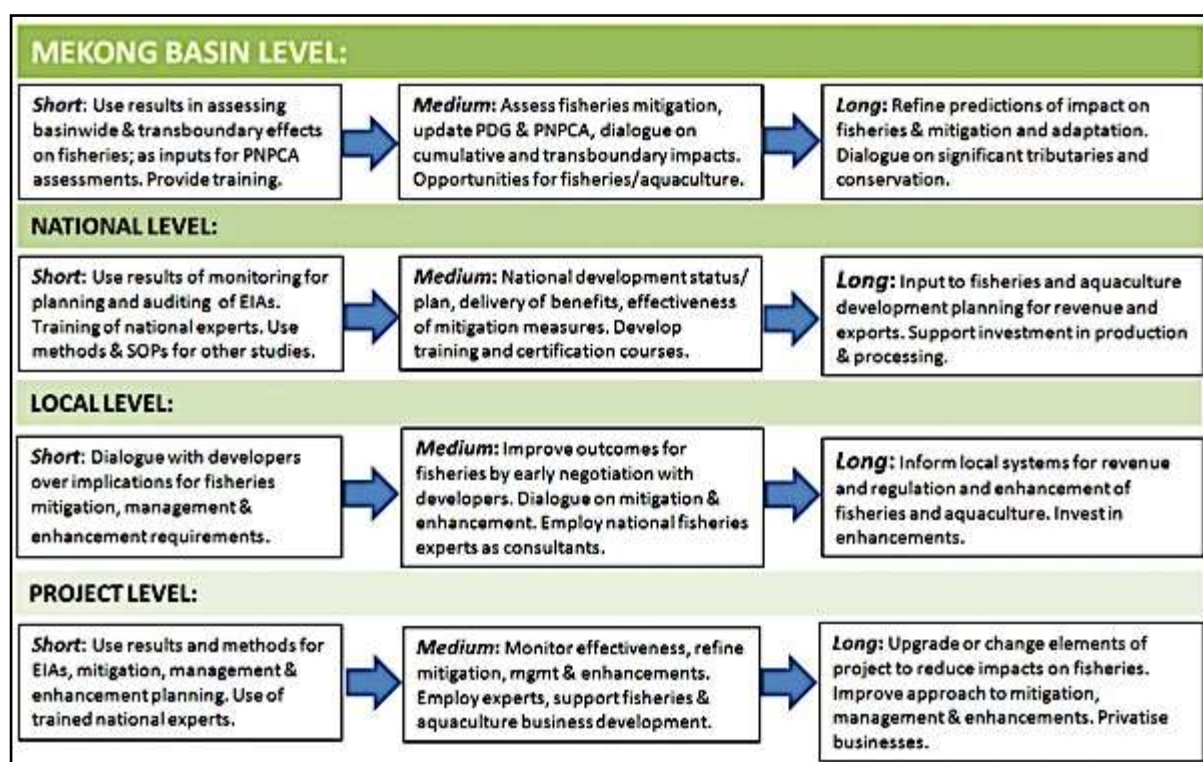 MEKONG BASIN LEVEL:
Short: Use results in assessing
basinwide & transboundary effects
on fisheries; as inputs for PNPCA
assessments. Provide training.
Medium: Assess fisheries mitigation,
update PDG & PNPCA, dialogue on
cumulative and transboundary impacts.
Opportunities for fisheries/aquaculture.
Long: Refine predictions of impact on
fisheries & mitigation and adaptation.
Dialogue on significant tributaries and
conservation.
NATIONAL LEVEL:
Short: Use results of monitoring for
planning and auditing of EIAs.
Training of national experts. Use
methods & SOPs for other studies.
Medium: National development status/
plan, delivery of benefits, effectiveness
of mitigation measures. Develop
training and certification courses.
Long: Input to fisheries and aquaculture
development planning for revenue and
exports. Support investment in production
& processing.
LOCAL LEVEL:
Short: Dialogue with developers
over implications for fisheries
mitigation, management &
enhancement requirements.
Medium: Improve outcomes for
fisheries by early negotiation with
developers. Dialogue on mitigation &
enhancement. Employ national fisheries
experts as consultants.
Long: Inform local systems for revenue
and regulation and enhancement of
fisheries and aquaculture. Invest in
enhancements.
PROJECT LEVEL:
Short: Use results and methods for
EIAs, mitigation, management &
enhancement planning. Use of
trained national experts.
Medium: Monitor effectiveness, refine
mitigation, mgmt & enhancements.
Employ experts, support fisheries &
aquaculture business development.
Long: Upgrade or change elements of
project to reduce impacts on fisheries.
Improve approach to mitigation,
management & enhancements. Privatise
businesses.